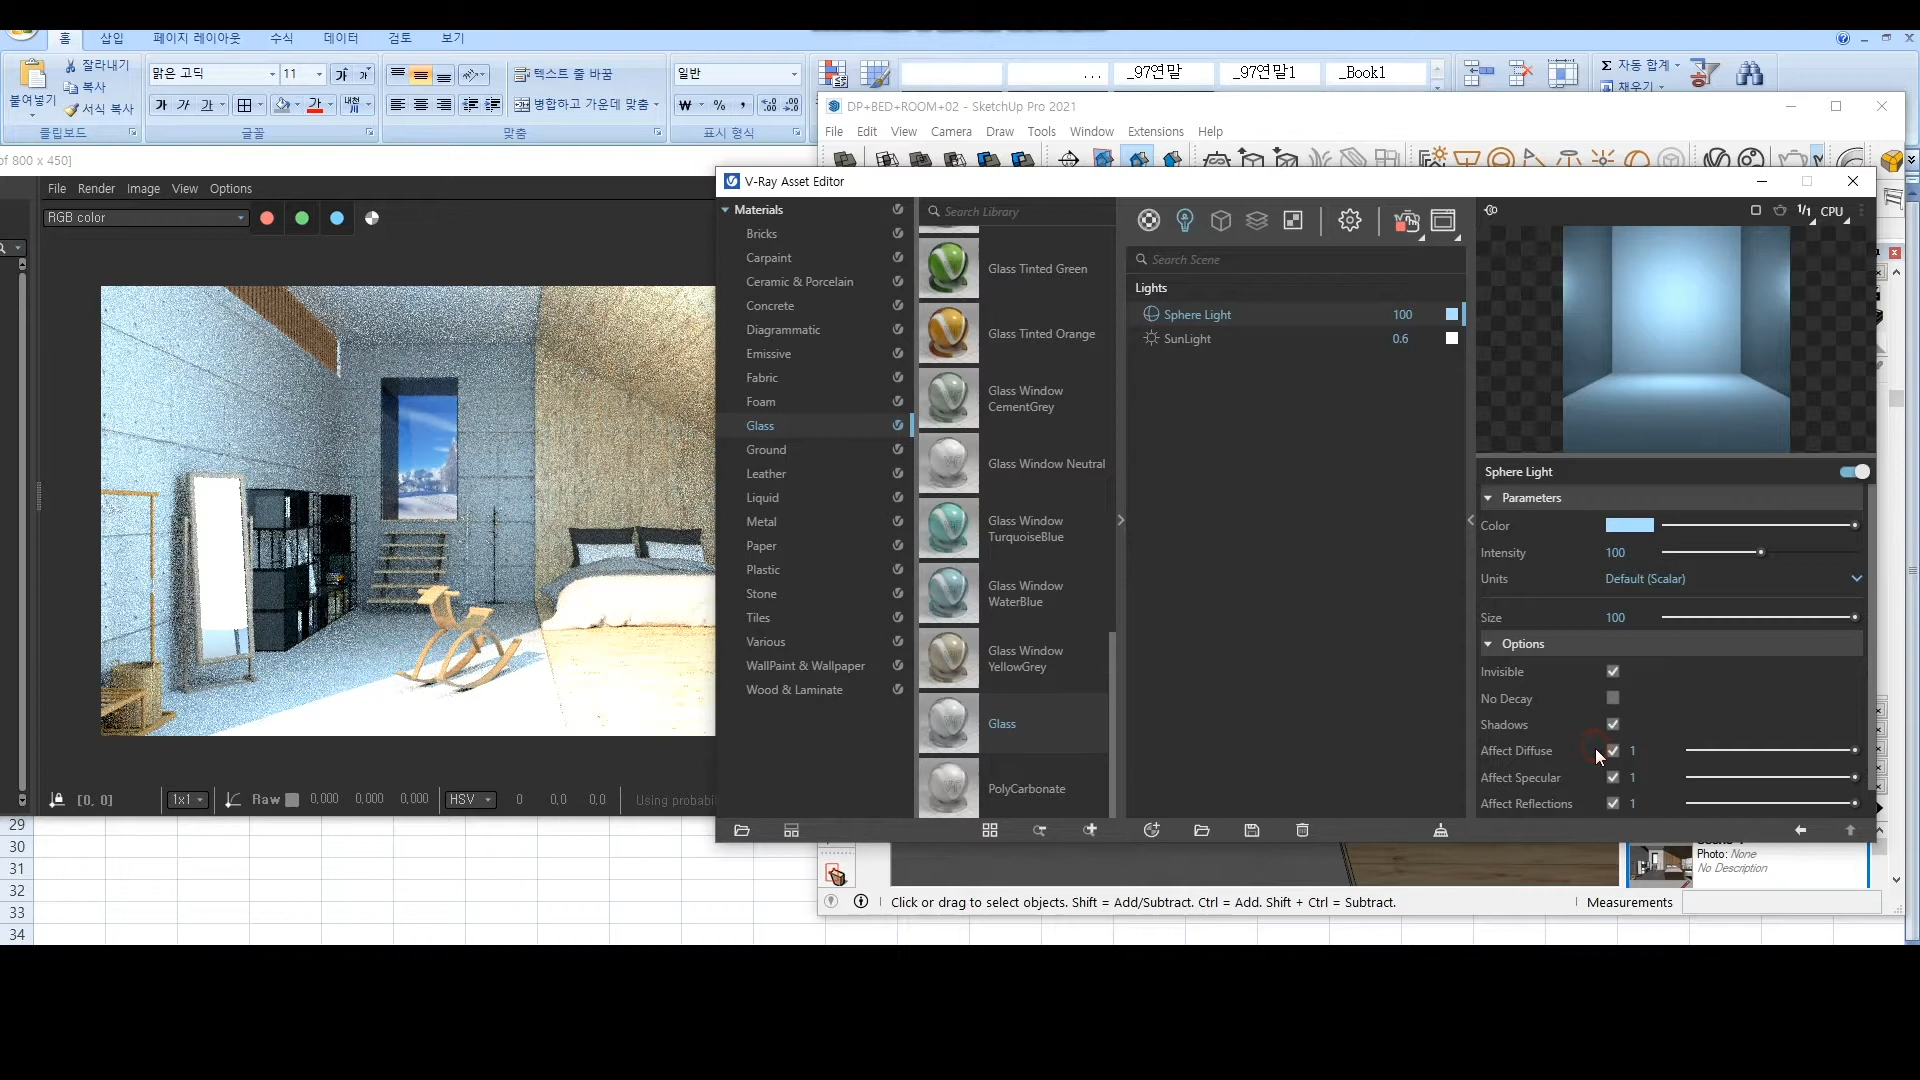 홈 삽입 페이지 레이아웃 수식 데이터 검토 보기
붙여넣기
잘라내기
복사
서식 복사
클립보드
맑은 고딕 11
가 가 가
글꼴
텍스트 줄 바꿈
병합하고 가운데 맞춤
맞춤
일반
표시 형식
... _97연말 _97연말1 _Book1
Σ 자동 합계
채우기
of 800 x 450]
DP+BED+ROOM+02 - SketchUp Pro 2021
File Edit View Camera Draw Tools Window Extensions Help
File Render Image View Options
RGB color
V-Ray Asset Editor
Materials
Bricks
Carpaint
Ceramic & Porcelain
Concrete
Diagrammatic
Emissive
Fabric
Foam
Glass
Ground
Leather
Liquid
Metal
Paper
Plastic
Stone
Tiles
Various
WallPaint & Wallpaper
Wood & Laminate
Search Library
Glass Tinted Green
Glass Tinted Orange
Glass Window
CementGrey
Glass Window Neutral
Glass Window
TurquoiseBlue
Glass Window
WaterBlue
Glass Window
YellowGrey
Glass
PolyCarbonate
Search Scene
Lights
Sphere Light 100
SunLight 0.6
1/1 CPU
Sphere Light
Parameters
Color
Intensity 100
Units Default (Scalar)
Size 100
Options
Invisible
No Decay
Shadows
Affect Diffuse 1
Affect Specular 1
Affect Reflections 1
[0, 0] 1x1 Raw 0,000 0,000 0,000 HSV 0 0,0 0,0 Using probabi
29
30
31
32
33
34
Photo: None
No Description
Click or drag to select objects. Shift = Add/Subtract. Ctrl = Add. Shift + Ctrl = Subtract.
Measurements